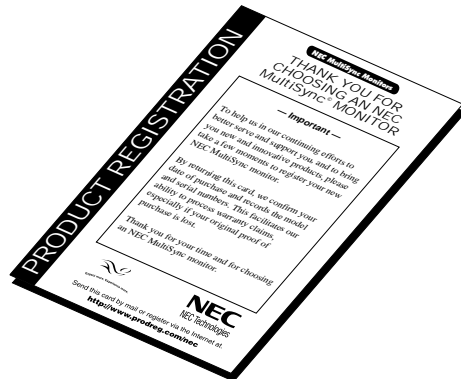 PRODUCT REGISTRATION
NEC MultiSync Monitors
THANK YOU FOR
CHOOSING AN NEC
MultiSync® MONITOR
— Important —
To help us in our continuing efforts to
better serve and support you, and to bring
you new and innovative products, please
take a few moments to register your new
NEC MultiSync monitor.
By returning this card, we confirm your
date of purchase and records the model
and serial numbers. This facilitates our
ability to process warranty claims,
especially if your original proof of
purchase is lost.
Thank you for your time and for choosing
an NEC MultiSync monitor.
NEC
NEC Technologies
Send this card by mail or register via the Internet at:
http://www.prodreg.com/nec